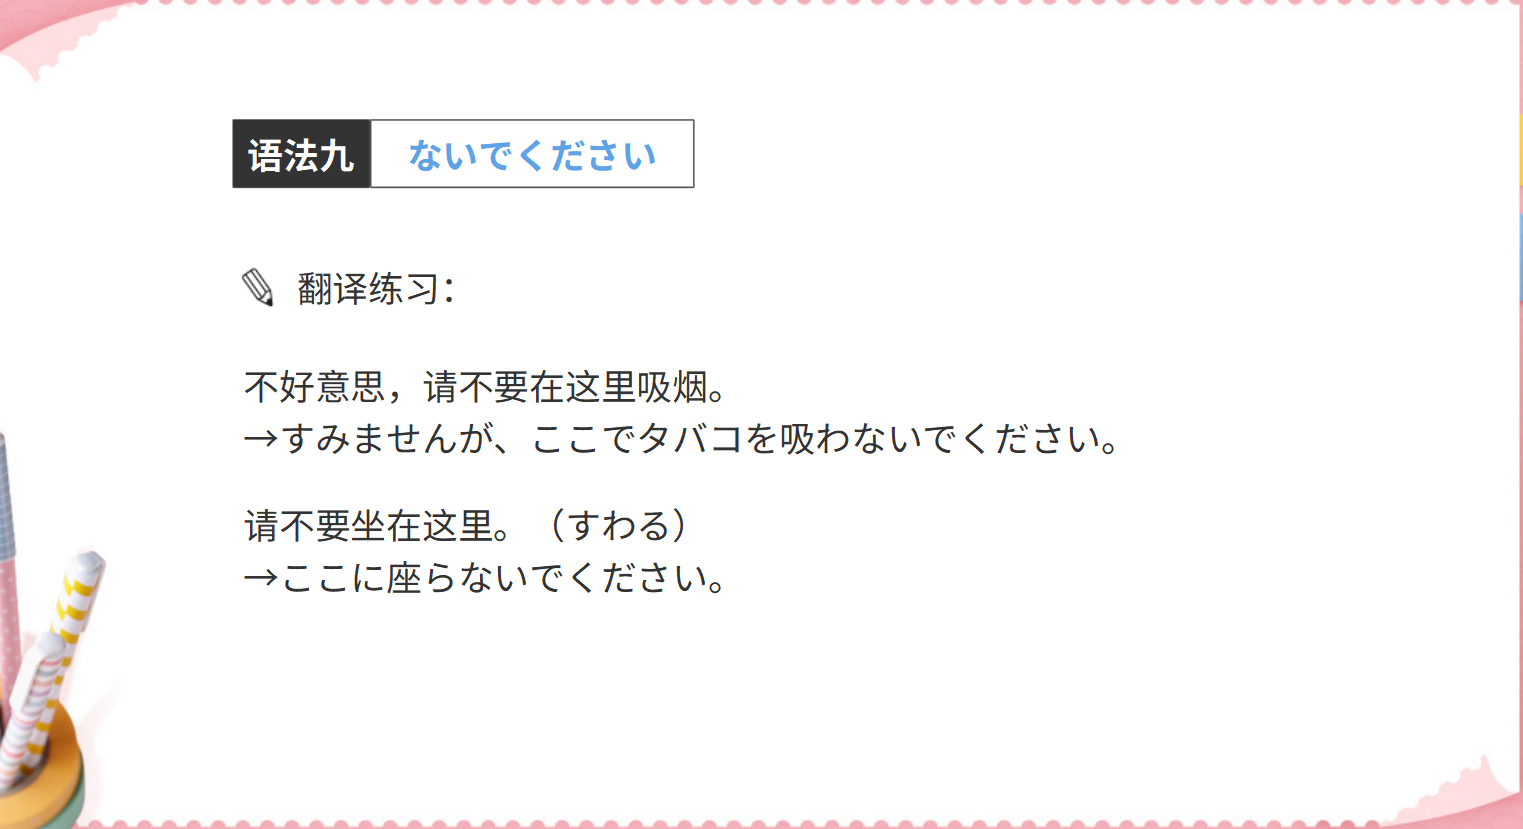 语法九 ないでください
翻译练习：
不好意思，请不要在这里吸烟。
→すみませんが、ここでタバコを吸わないでください。
请不要坐在这里。（すわる）
→ここに座らないでください。